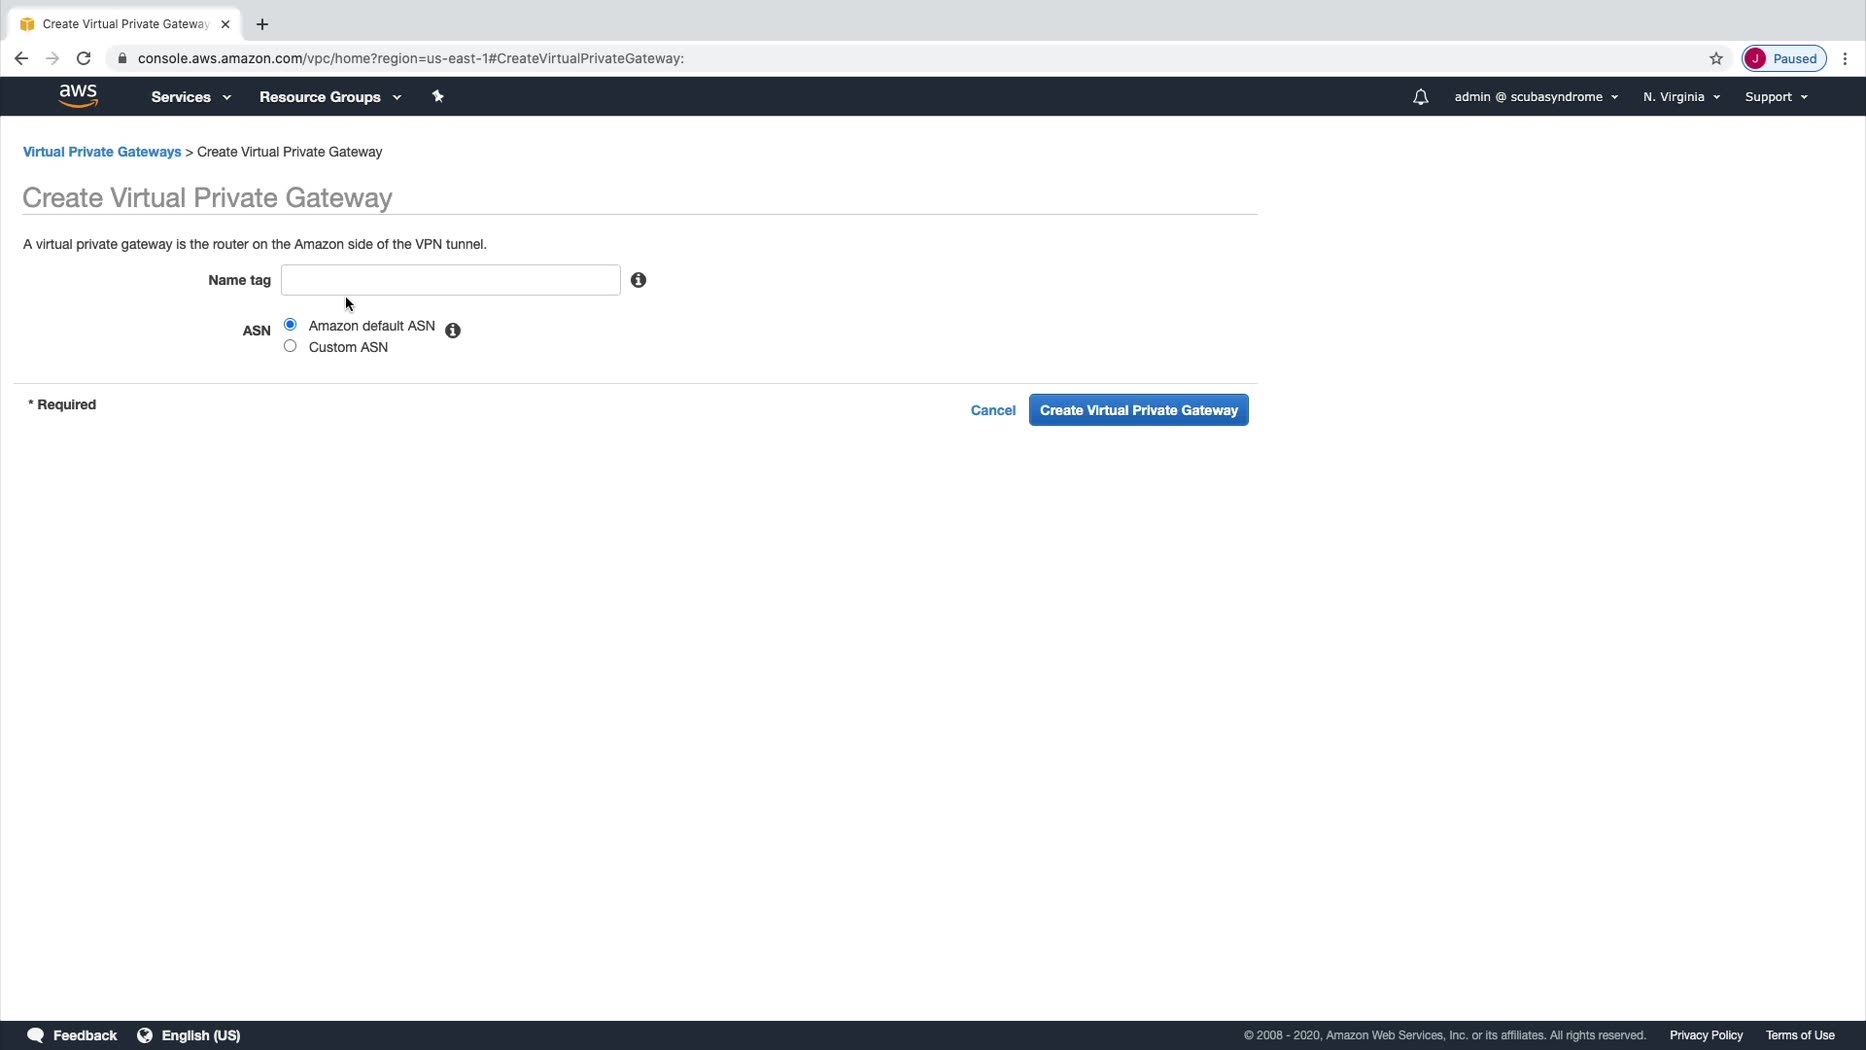 Create Virtual Private Gateway
console.aws.amazon.com/vpc/home?region=us-east-1#CreateVirtualPrivateGateway:
J Paused
aws Services Resource Groups admin @ scubasyndrome N. Virginia Support
Virtual Private Gateways > Create Virtual Private Gateway
Create Virtual Private Gateway
A virtual private gateway is the router on the Amazon side of the VPN tunnel.
Name tag
ASN Amazon default ASN
Custom ASN
* Required
Cancel Create Virtual Private Gateway
Feedback English (US) © 2008 - 2020, Amazon Web Services, Inc. or its affiliates. All rights reserved. Privacy Policy Terms of Use